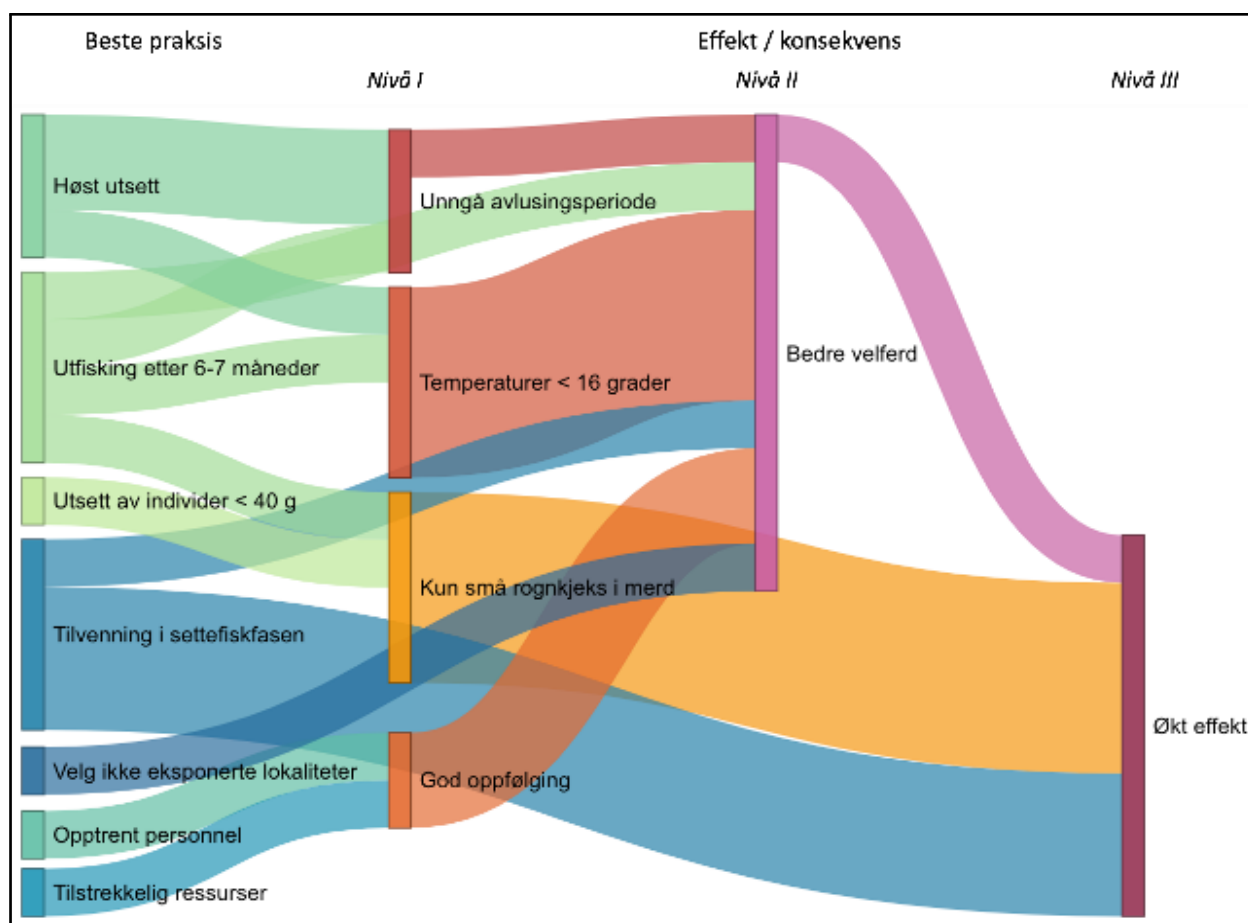 Beste praksis
Effekt / konsekvens
Nivå I
Nivå II
Nivå III
Høst utsett
Utfisking etter 6-7 måneder
Utsett av individer < 40 g
Tilvenning i settefiskfasen
Velg ikke eksponerte lokaliteter
Opptrent personnel
Tilstrekkelig ressurser
Unngå avlusingsperiode
Temperaturer < 16 grader
Kun små rognkjeks i merd
God oppfølging
Bedre velferd
Økt effekt